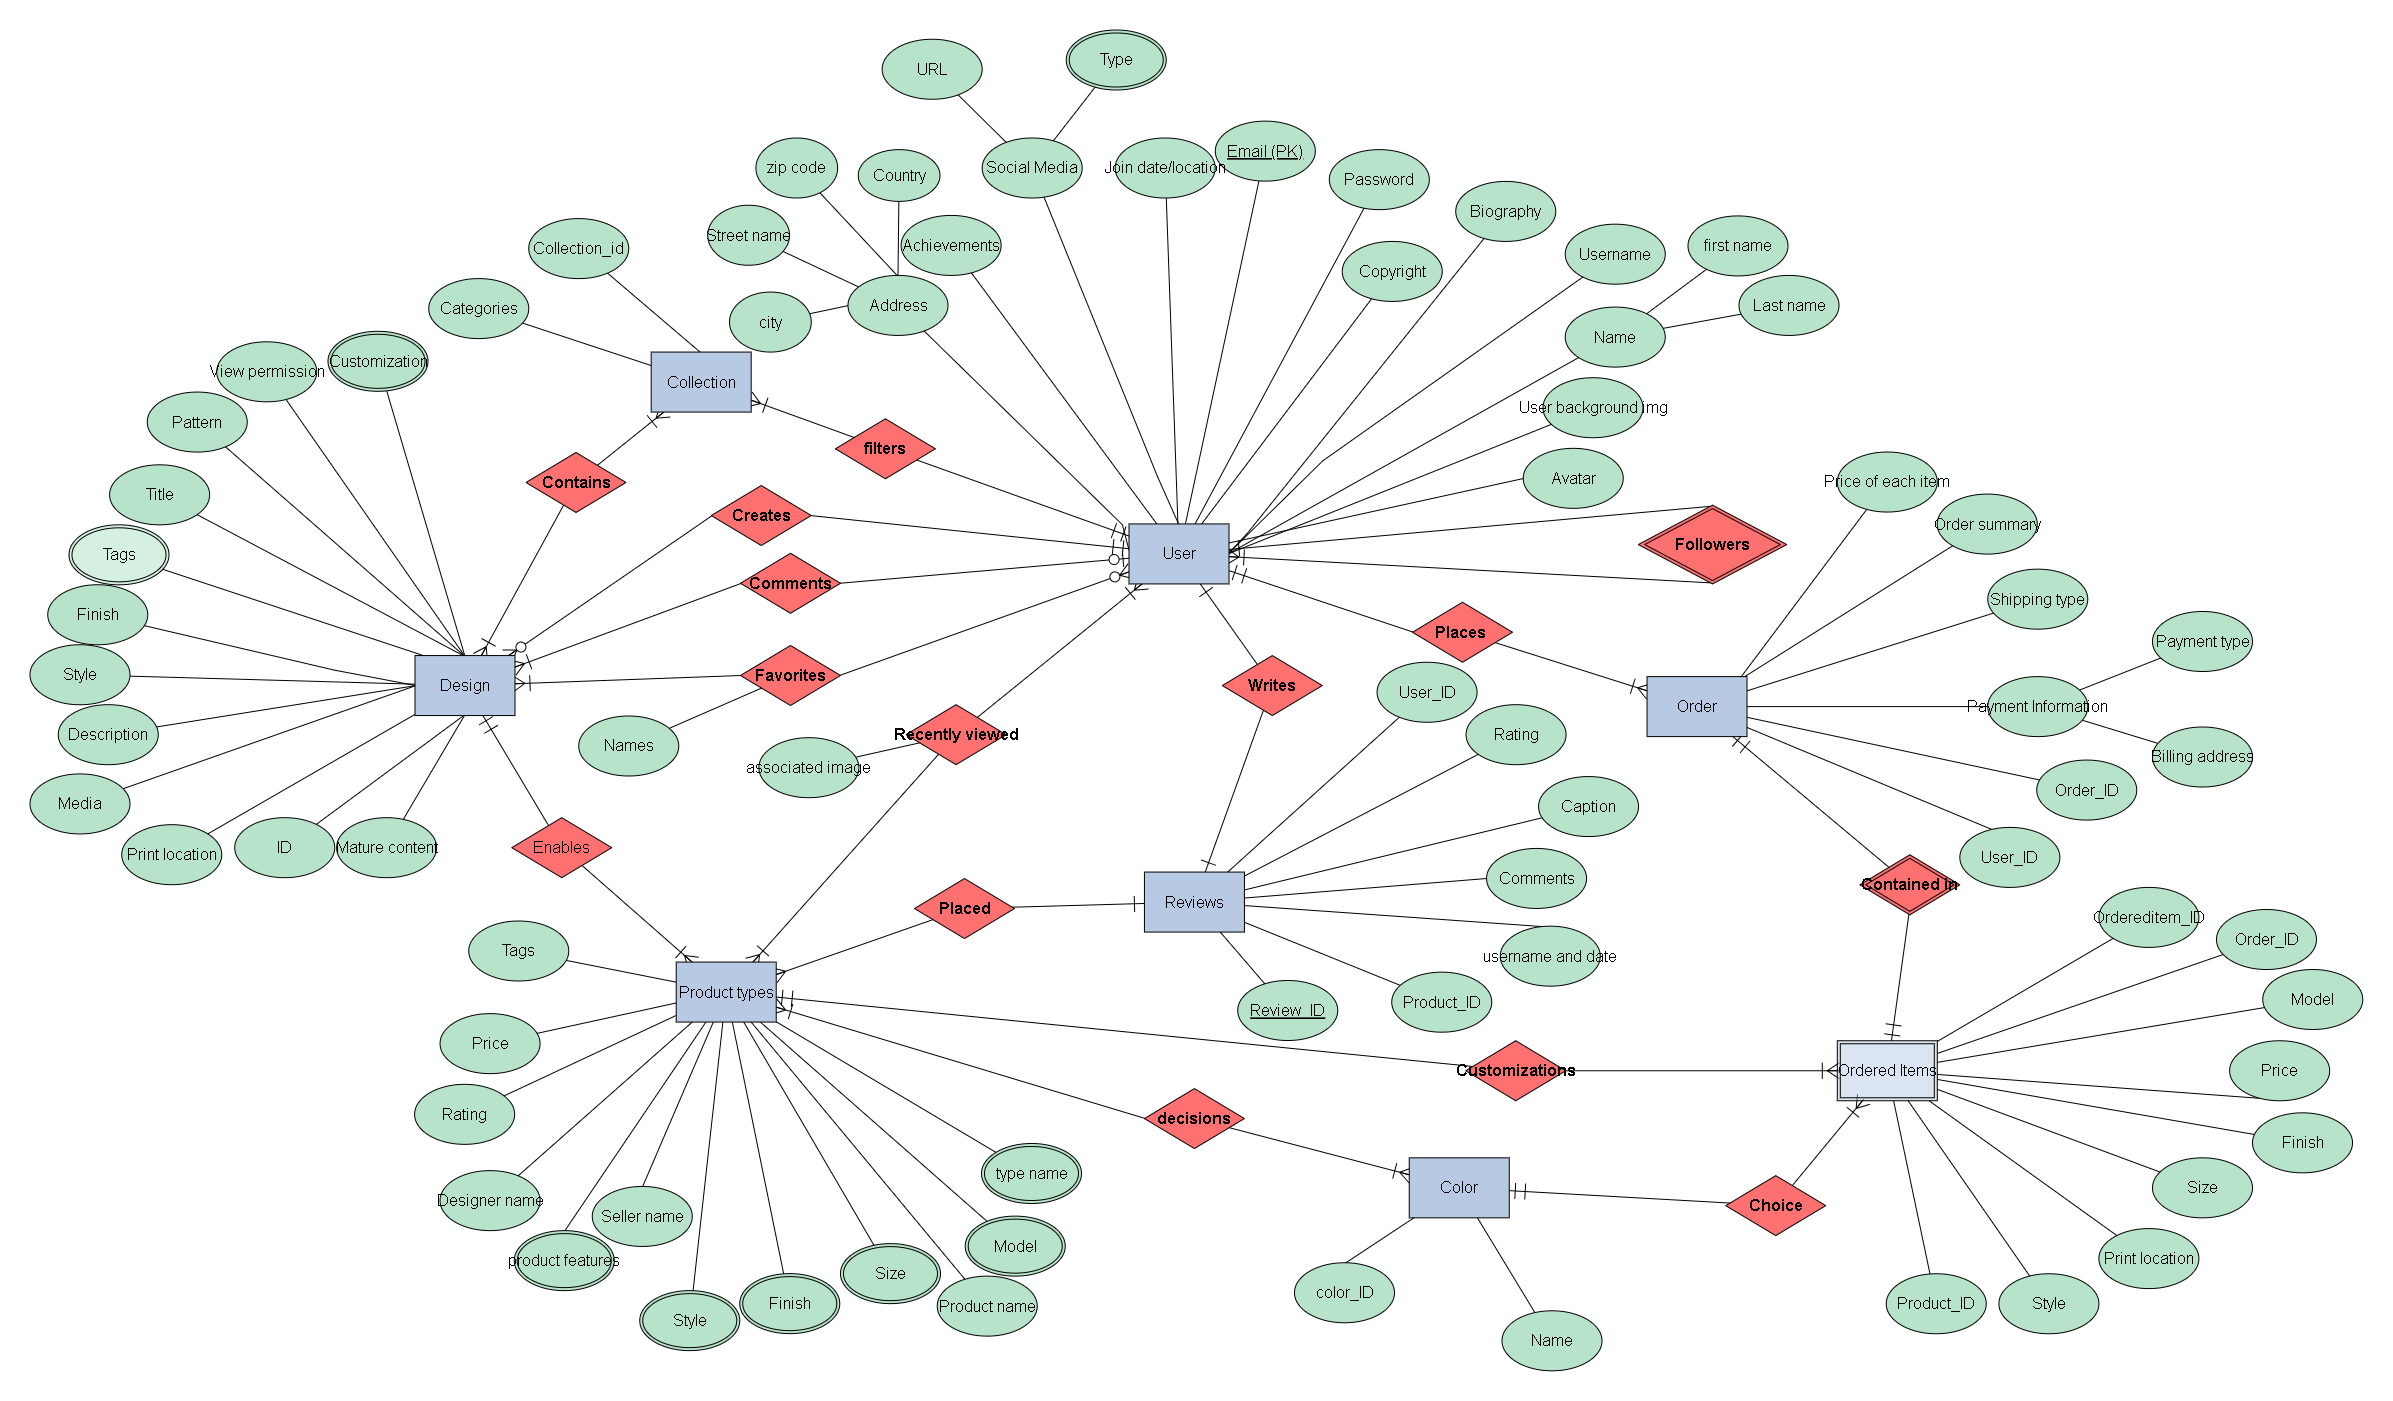 Type
URL
Email (PK)
zip code
Social Media
Join date/location
Country
Password
Biography
Street name
Achievements
Collection_id
first name
Username
Copyright
Categories
Address
Last name
city
Name
Customization
View permission
Collection
User background img
Pattern
filters
Avatar
Contains
Price of each item
Title
Creates
Order summary
Followers
Tags
User
Comments
Shipping type
Finish
Places
Payment type
Style
Favorites
Design
Writes
User_ID
Order
Payment Information
Description
Names
Recently viewed
Rating
Billing address
associated image
Order_ID
Media
Caption
Print location
ID
Mature content
Enables
User_ID
Comments
Contained in
Placed
Reviews
Ordereditem_ID
Order_ID
Tags
username and date
Product types
Product_ID
Model
Review_ID
Price
Customizations
Ordered Items
Price
Rating
decisions
Finish
type name
Color
Size
Designer name
Seller name
Choice
product features
Model
Print location
Size
color_ID
Finish
Product name
Product_ID
Style
Style
Name